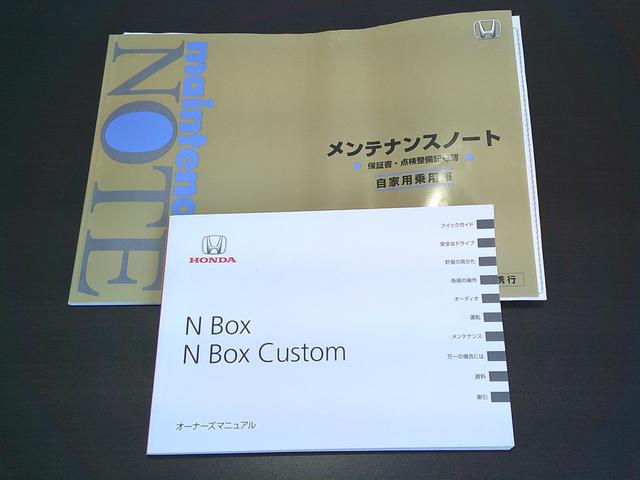 maintena
NOTE
メンテナンスノート
保証書・点検整備記録簿
自家用乗用車
携行
HONDA
N Box
N Box Custom
オーナーズマニュアル
クイックガイド
安全なドライブ
計器の見かた
各部の操作
オーディオ
運転
メンテナンス
万一の場合には
資料
索引